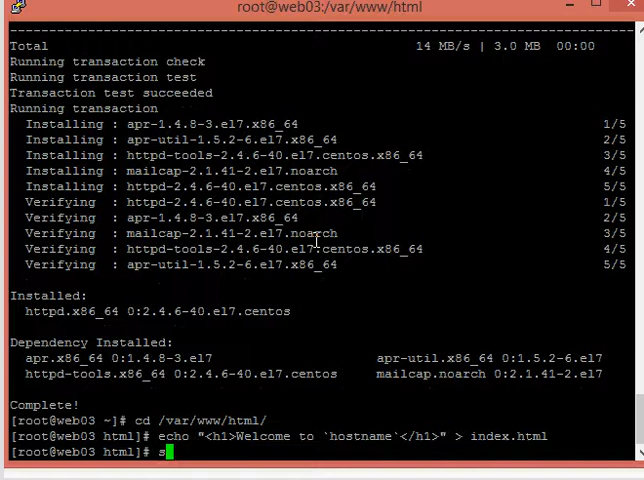 root@web03:/var/www/html
--------------------------------------------------------------------------------
Total 14 MB/s | 3.0 MB 00:00
Running transaction check
Running transaction test
Transaction test succeeded
Running transaction
Installing : apr-1.4.8-3.el7.x86_64 1/5
Installing : apr-util-1.5.2-6.el7.x86_64 2/5
Installing : httpd-tools-2.4.6-40.el7.centos.x86_64 3/5
Installing : mailcap-2.1.41-2.el7.noarch 4/5
Installing : httpd-2.4.6-40.el7.centos.x86_64 5/5
Verifying : httpd-2.4.6-40.el7.centos.x86_64 1/5
Verifying : apr-1.4.8-3.el7.x86_64 2/5
Verifying : mailcap-2.1.41-2.el7.noarch 3/5
Verifying : httpd-tools-2.4.6-40.el7.centos.x86_64 4/5
Verifying : apr-util-1.5.2-6.el7.x86_64 5/5
Installed:
httpd.x86_64 0:2.4.6-40.el7.centos
Dependency Installed:
apr.x86_64 0:1.4.8-3.el7 apr-util.x86_64 0:1.5.2-6.el7
httpd-tools.x86_64 0:2.4.6-40.el7.centos mailcap.noarch 0:2.1.41-2.el7
Complete!
[root@web03 ~]# cd /var/www/html/
[root@web03 html]# echo "<h1>Welcome to `hostname`</h1>" > index.html
[root@web03 html]# s